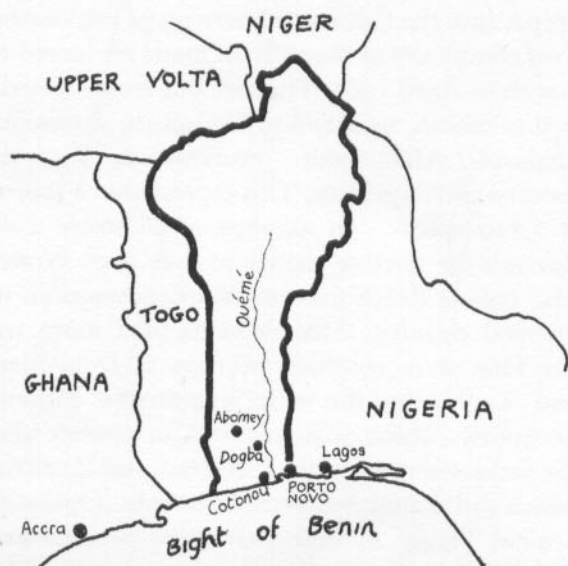 NIGER
UPPER VOLTA
Ouémé
TOGO
GHANA
NIGERIA
Abomey
Dogba
Lagos
Cotonou
PORTO
NOVO
Accra
Bight of Benin